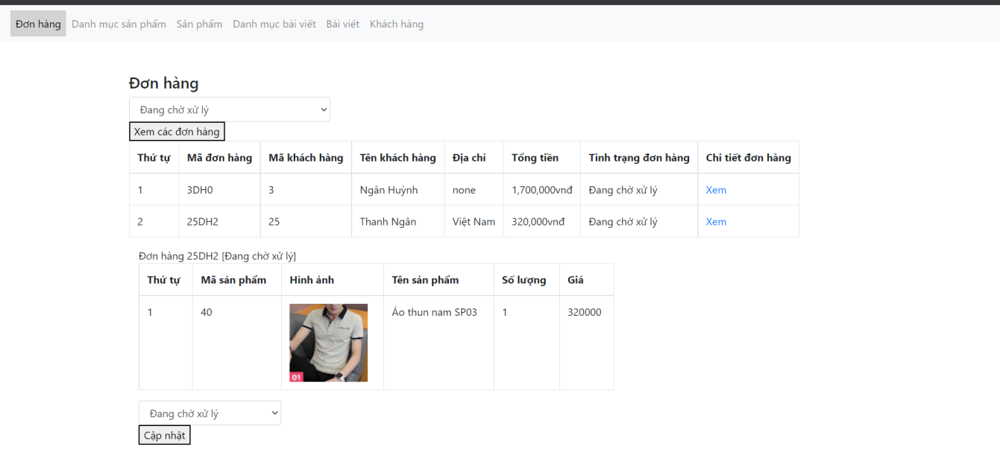 Đơn hàng Danh mục sản phẩm Sản phẩm Danh mục bài viết Bài viết Khách hàng
Đơn hàng
Đang chờ xử lý
Xem các đơn hàng
Thứ tự Mã đơn hàng Mã khách hàng Tên khách hàng Địa chỉ Tổng tiền Tình trạng đơn hàng Chi tiết đơn hàng
1 3DH0 3 Ngân Huỳnh none 1,700,000vnđ Đang chờ xử lý Xem
2 25DH2 25 Thanh Ngân Việt Nam 320,000vnđ Đang chờ xử lý Xem
Đơn hàng 25DH2 [Đang chờ xử lý]
Thứ tự Mã sản phẩm Hình ảnh Tên sản phẩm Số lượng Giá
1 40 Áo thun nam SP03 1 320000
01
Đang chờ xử lý
Cập nhật